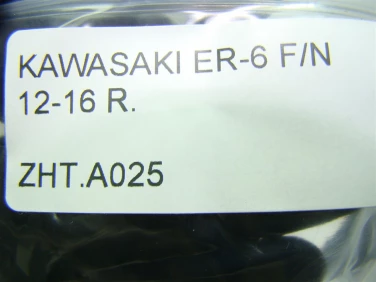 KAWASAKI ER-6 F/N
12-16 R.
ZHT.A025